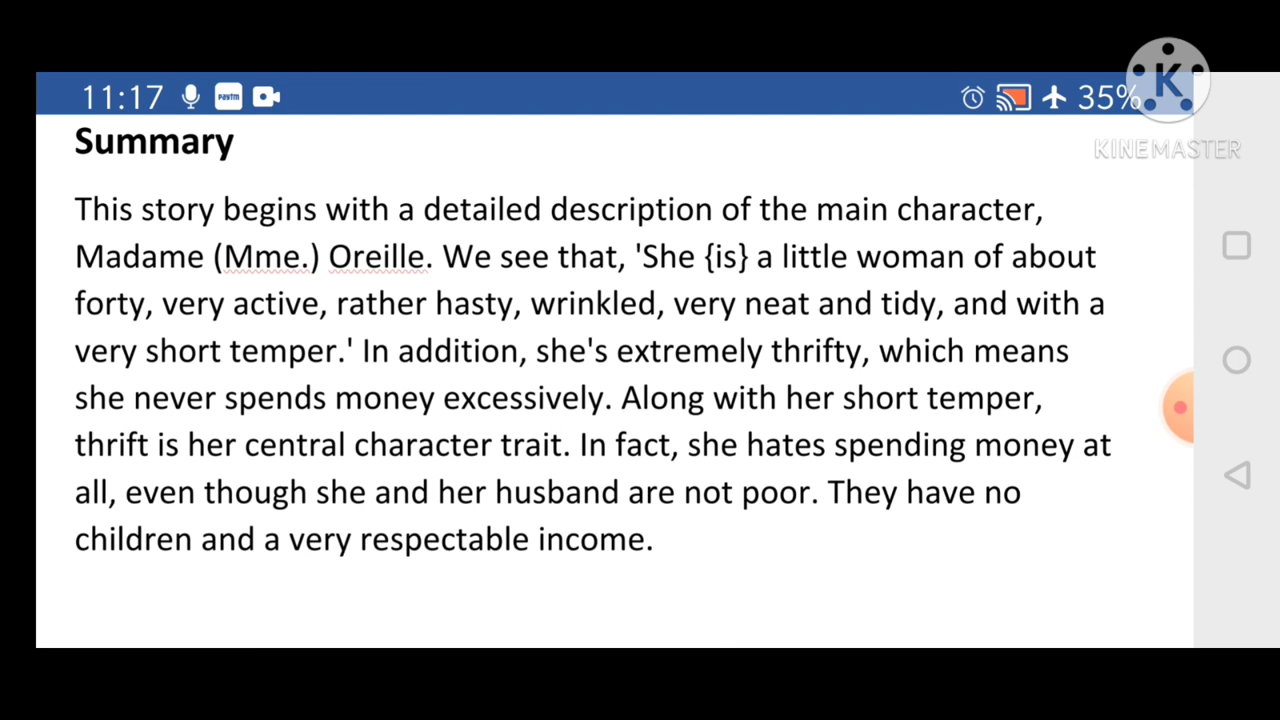 11:17 Paytm 35%
K
KINEMASTER
Summary
This story begins with a detailed description of the main character,
Madame (Mme.) Oreille. We see that, 'She {is} a little woman of about
forty, very active, rather hasty, wrinkled, very neat and tidy, and with a
very short temper.' In addition, she's extremely thrifty, which means
she never spends money excessively. Along with her short temper,
thrift is her central character trait. In fact, she hates spending money at
all, even though she and her husband are not poor. They have no
children and a very respectable income.